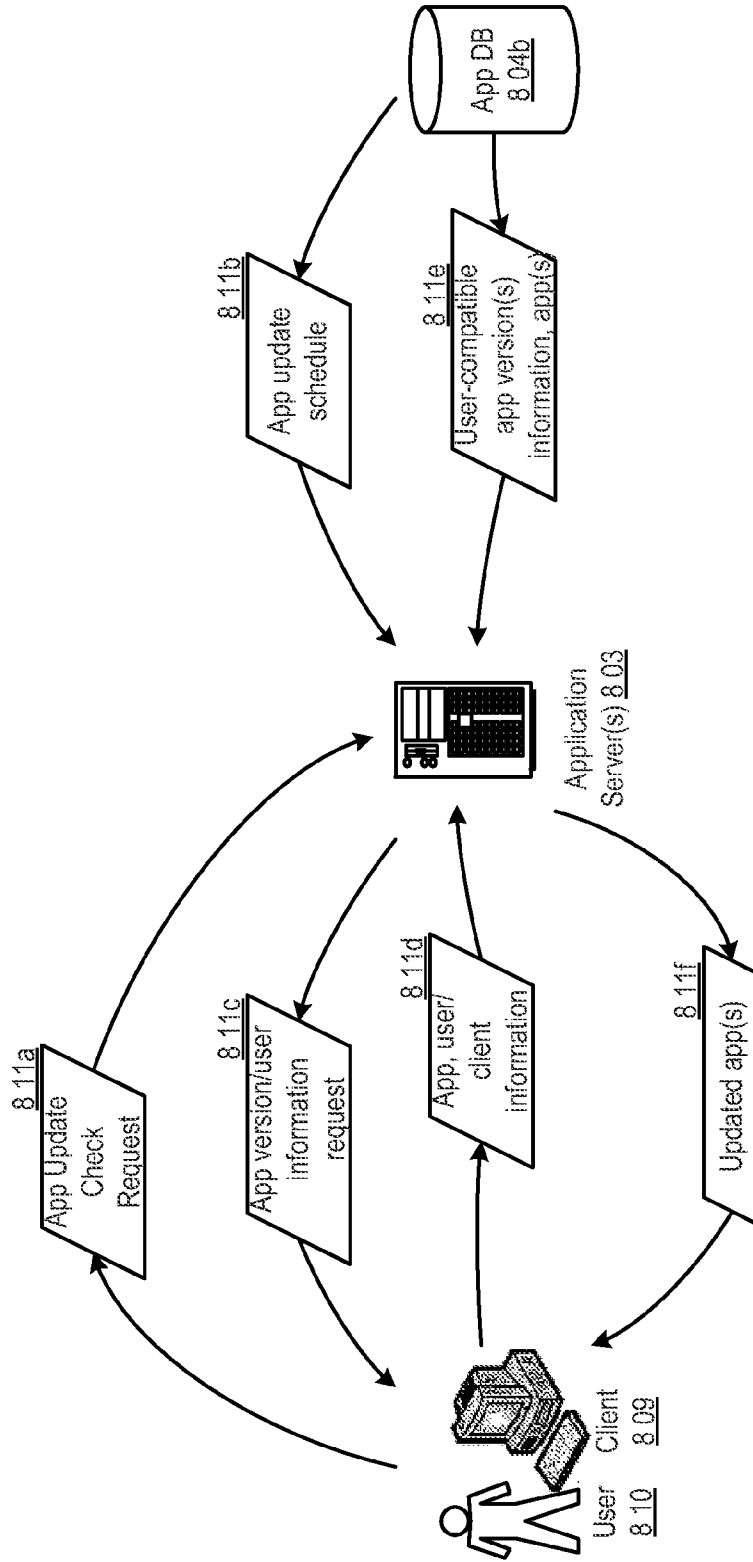 8.11a
App Update
Check
Request
8.11c
App version/user
information
request
8.11d
App, user/
client
information
8.11f
Updated app(s)
User
8.10
Client
8.09
Application
Server(s) 8.03
8.11b
App update
schedule
8.11e
User-compatible
app version(s)
information, app(s)
App DB
8.04b